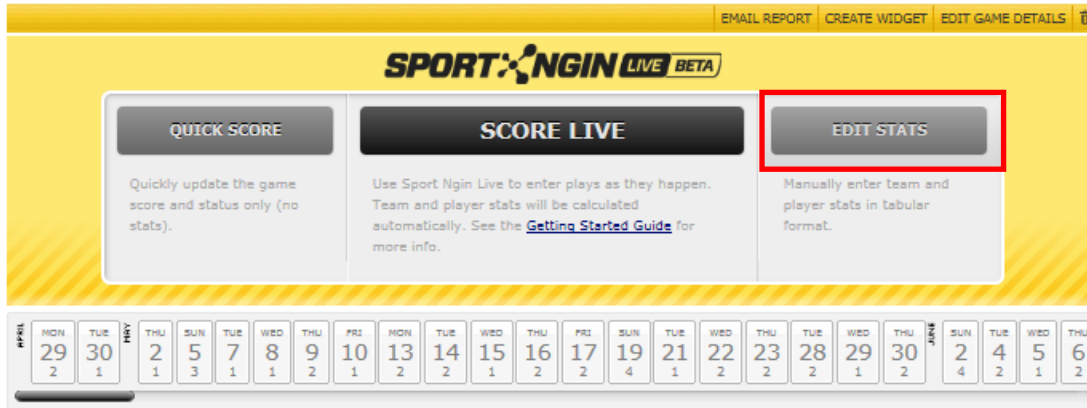 EMAIL REPORT CREATE WIDGET EDIT GAME DETAILS
SPORT NGIN LIVE BETA
QUICK SCORE
Quickly update the game
score and status only (no
stats).
SCORE LIVE
Use Sport Ngin Live to enter plays as they happen.
Team and player stats will be calculated
automatically. See the Getting Started Guide for
more info.
EDIT STATS
Manually enter team and
player stats in tabular
format.
APRIL
MON TUE
29 30
2 1
MAY
THU SUN TUE WED THU FRI MON TUE WED THU FRI SUN TUE WED THU TUE WED THU
2 5 7 8 9 10 13 14 15 16 17 19 21 22 23 28 29 30
1 3 1 1 2 1 2 2 1 2 2 4 1 2 2 2 1 2
JUNE
SUN TUE WED THU
2 4 5 6
4 2 1 2